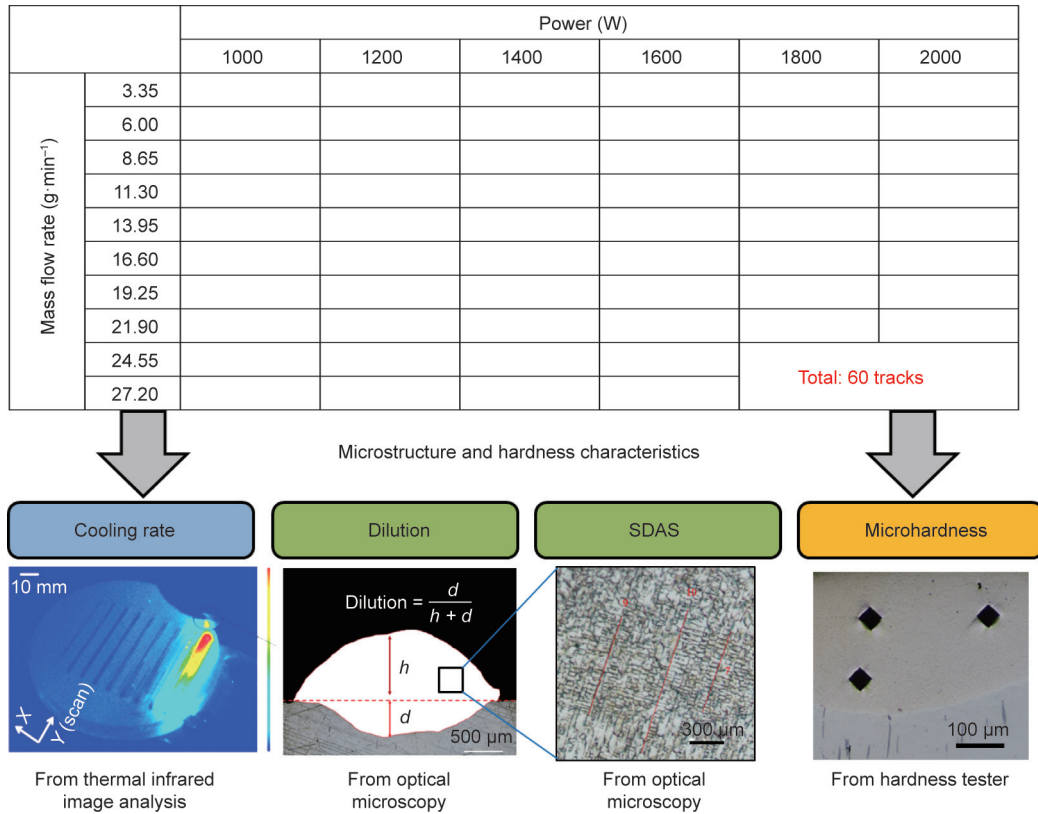 Power (W)
1000 1200 1400 1600 1800 2000
Mass flow rate (g·min⁻¹)
3.35
6.00
8.65
11.30
13.95
16.60
19.25
21.90
24.55
27.20
Total: 60 tracks
Microstructure and hardness characteristics
Cooling rate
Dilution
SDAS
Microhardness
10 mm
X
Y (scan)
Dilution = d / h + d
h
d
500 µm
300 µm
100 µm
From thermal infrared
image analysis
From optical
microscopy
From optical
microscopy
From hardness tester